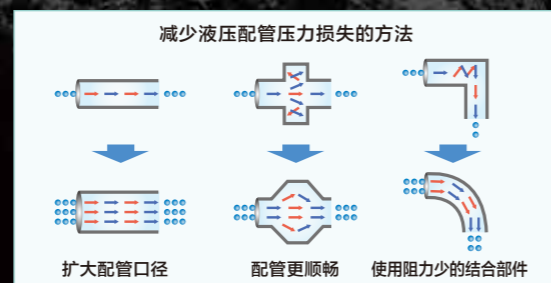 减少液压配管压力损失的方法
扩大配管口径
配管更顺畅
使用阻力少的结合部件